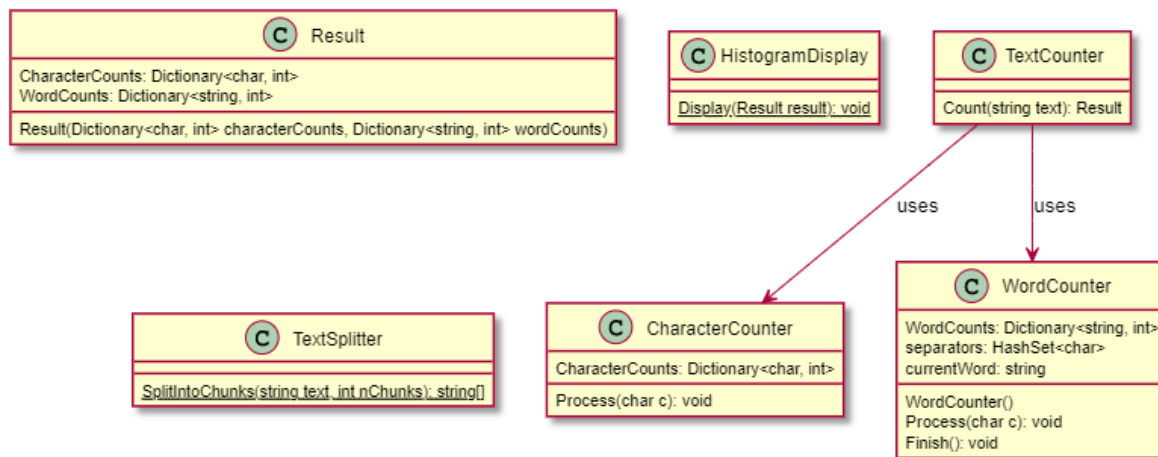 C Result
CharacterCounts: Dictionary<char, int>
WordCounts: Dictionary<string, int>
Result(Dictionary<char, int> characterCounts, Dictionary<string, int> wordCounts)
C HistogramDisplay
Display(Result result): void
C TextCounter
Count(string text): Result
uses
uses
C TextSplitter
SplitIntoChunks(string text, int nChunks): string[]
C CharacterCounter
CharacterCounts: Dictionary<char, int>
Process(char c): void
C WordCounter
WordCounts: Dictionary<string, int>
separators: HashSet<char>
currentWord: string
WordCounter()
Process(char c): void
Finish(): void